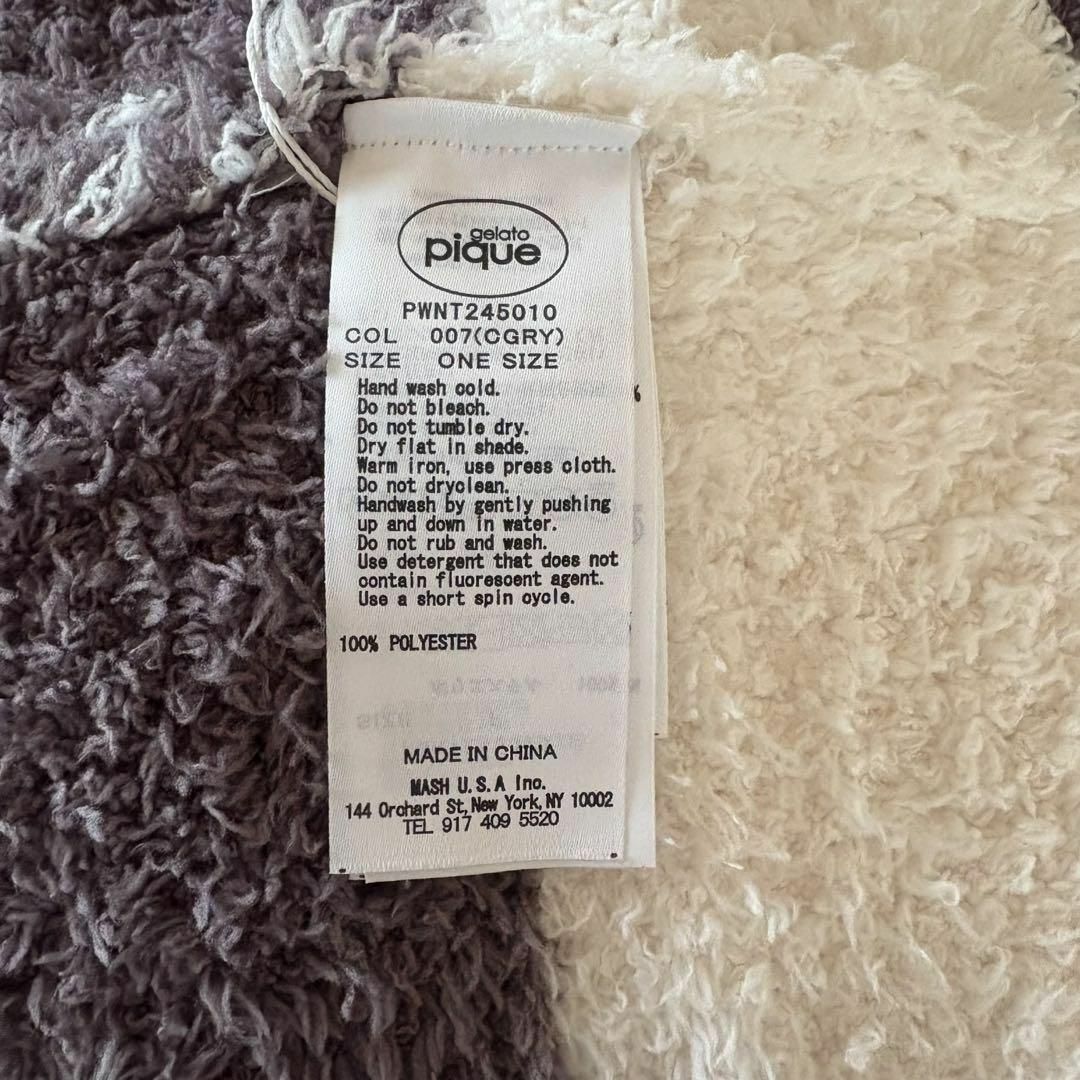 gelato
pique
PWNT245010
COL 007(CGRY)
SIZE ONE SIZE
Hand wash cold.
Do not bleach.
Do not tumble dry.
Dry flat in shade.
Warm iron, use press cloth.
Do not dryclean.
Handwash by gently pushing
up and down in water.
Do not rub and wash.
Use detergent that does not
contain fluorescent agent.
Use a short spin cycle.
100% POLYESTER
MADE IN CHINA
MASH U.S.A Inc.
144 Orchard St, New York, NY 10002
TEL 917 409 5520